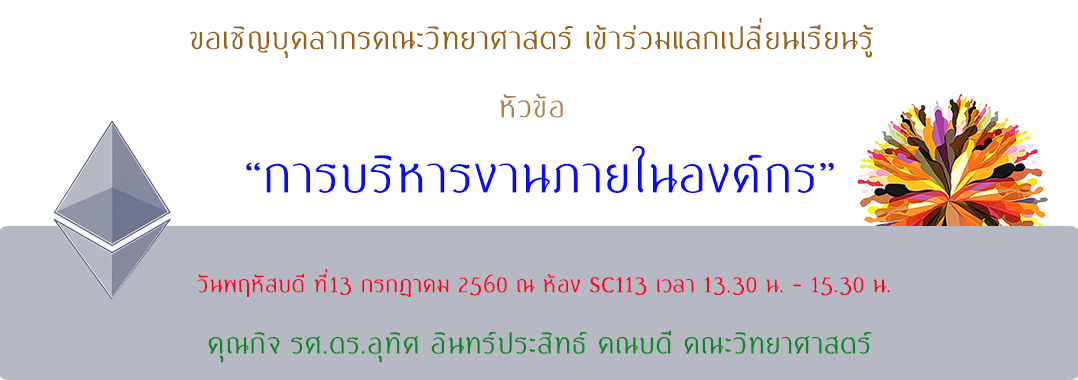 ขอเชิญบุคลากรคณะวิทยาศาสตร์ เข้าร่วมแลกเปลี่ยนเรียนรู้
หัวข้อ
“การบริหารงานภายในองค์กร”
วันพฤหัสบดี ที่13 กรกฎาคม 2560 ณ ห้อง SC113 เวลา 13.30 น. - 15.30 น.
คุณกิจ รศ.ดร.อุทิศ อินทร์ประสิทธ์ คณบดี คณะวิทยาศาสตร์